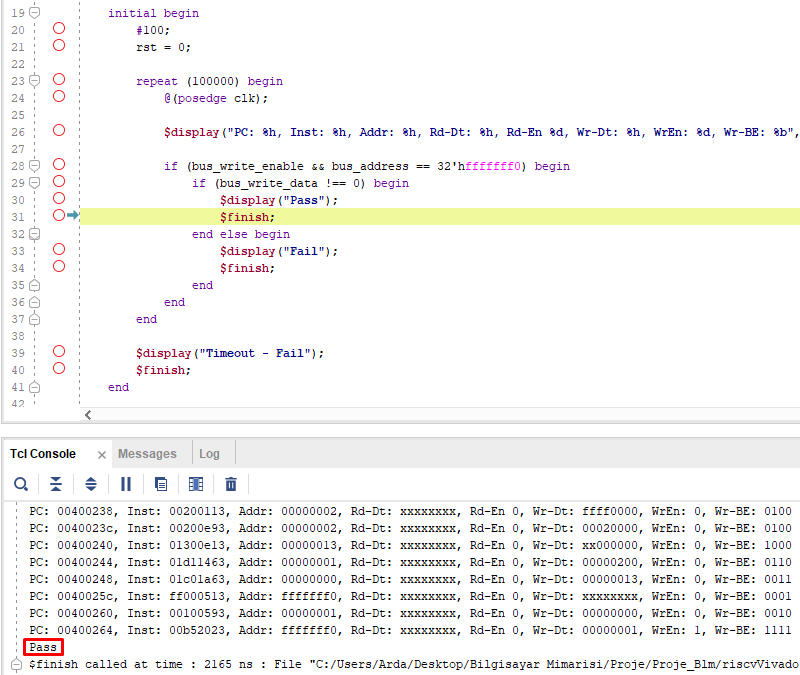 19 initial begin
20 #100;
21 rst = 0;
22
23 repeat (100000) begin
24 @(posedge clk);
25
26 $display("PC: %h, Inst: %h, Addr: %h, Rd-Dt: %h, Rd-En %d, Wr-Dt: %h, WrEn: %d, Wr-BE: %b",
27
28 if (bus_write_enable && bus_address == 32'hfffffff0) begin
29 if (bus_write_data !== 0) begin
30 $display("Pass");
31 $finish;
32 end else begin
33 $display("Fail");
34 $finish;
35 end
36 end
37 end
38
39 $display("Timeout - Fail");
40 $finish;
41 end
42
Tcl Console × Messages Log
PC: 00400238, Inst: 00200113, Addr: 00000002, Rd-Dt: xxxxxxxx, Rd-En 0, Wr-Dt: ffff0000, WrEn: 0, Wr-BE: 0100
PC: 0040023c, Inst: 00200e93, Addr: 00000002, Rd-Dt: xxxxxxxx, Rd-En 0, Wr-Dt: 00020000, WrEn: 0, Wr-BE: 0100
PC: 00400240, Inst: 01300e13, Addr: 00000013, Rd-Dt: xxxxxxxx, Rd-En 0, Wr-Dt: xx000000, WrEn: 0, Wr-BE: 1000
PC: 00400244, Inst: 01d11463, Addr: 00000001, Rd-Dt: xxxxxxxx, Rd-En 0, Wr-Dt: 00000200, WrEn: 0, Wr-BE: 0110
PC: 00400248, Inst: 01c01a63, Addr: 00000000, Rd-Dt: xxxxxxxx, Rd-En 0, Wr-Dt: 00000013, WrEn: 0, Wr-BE: 0011
PC: 0040025c, Inst: ff000513, Addr: fffffff0, Rd-Dt: xxxxxxxx, Rd-En 0, Wr-Dt: xxxxxxxx, WrEn: 0, Wr-BE: 0001
PC: 00400260, Inst: 00100593, Addr: 00000001, Rd-Dt: xxxxxxxx, Rd-En 0, Wr-Dt: 00000000, WrEn: 0, Wr-BE: 0010
PC: 00400264, Inst: 00b52023, Addr: fffffff0, Rd-Dt: xxxxxxxx, Rd-En 0, Wr-Dt: 00000001, WrEn: 1, Wr-BE: 1111
Pass
$finish called at time : 2165 ns : File "C:/Users/Arda/Desktop/Bilgisayar Mimarisi/Proje/Proje_Blm/riscvVivado